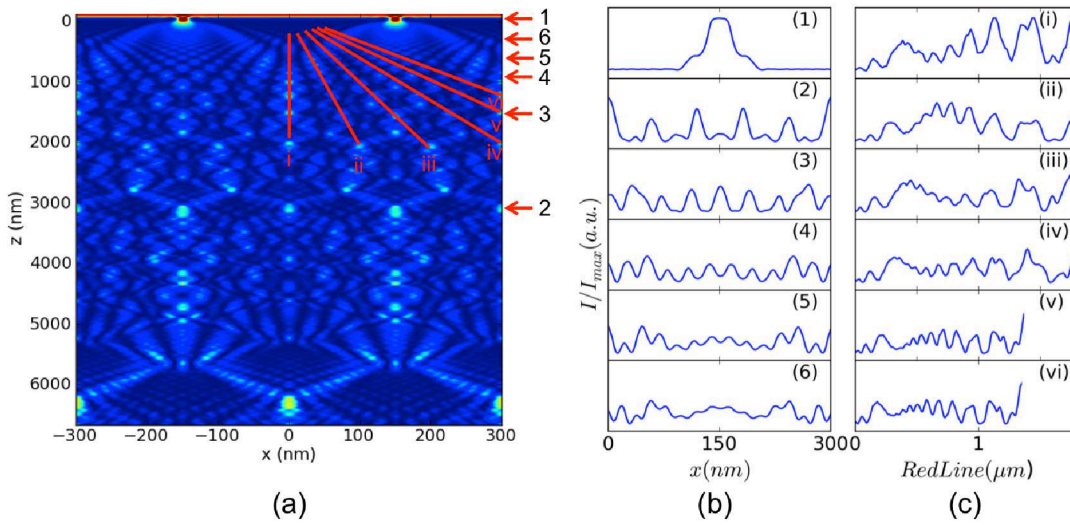 0
1000
2000
3000
4000
5000
6000
z (nm)
−300
−200
−100
0
100
200
300
x (nm)
1
6
5
4
3
2
i
ii
iii
iv
v
vi
(a)
I/I_max(a.u.)
(1)
(2)
(3)
(4)
(5)
(6)
0
150
300
x(nm)
(b)
(i)
(ii)
(iii)
(iv)
(v)
(vi)
0
1
RedLine(μm)
(c)